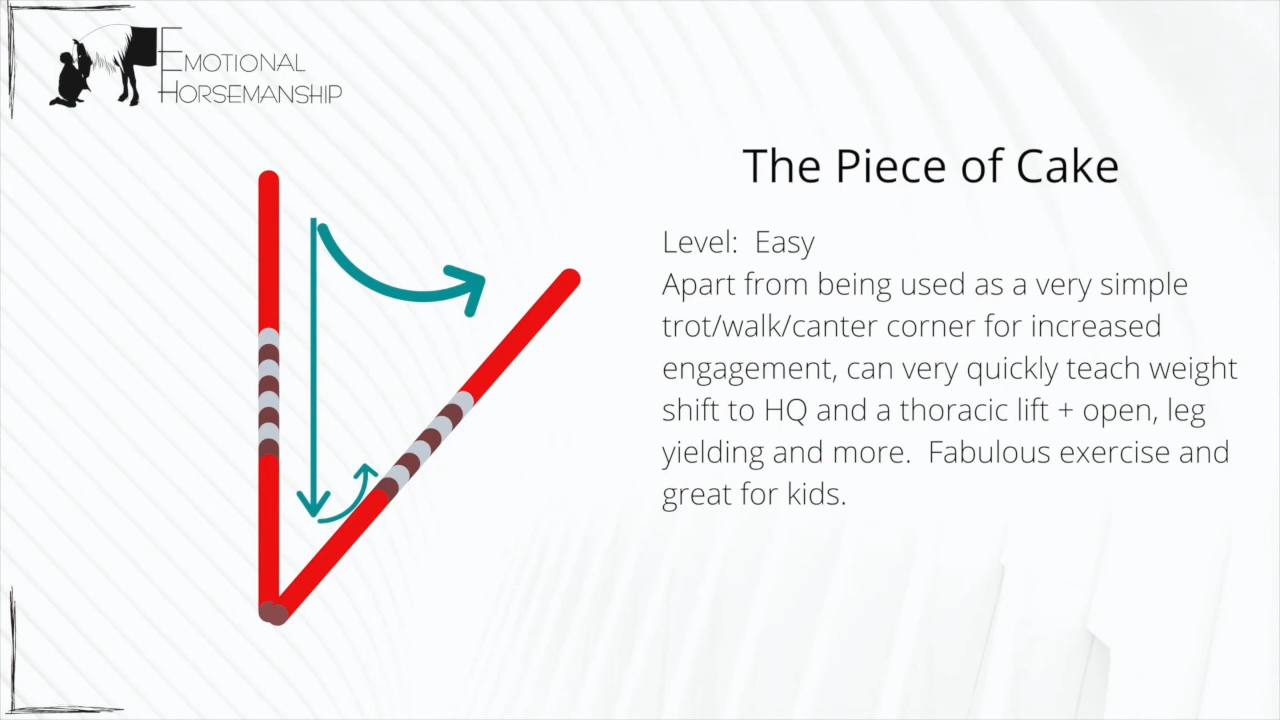 EMOTIONAL
HORSEMANSHIP
The Piece of Cake
Level:  Easy
Apart from being used as a very simple
trot/walk/canter corner for increased
engagement, can very quickly teach weight
shift to HQ and a thoracic lift + open, leg
yielding and more.  Fabulous exercise and
great for kids.